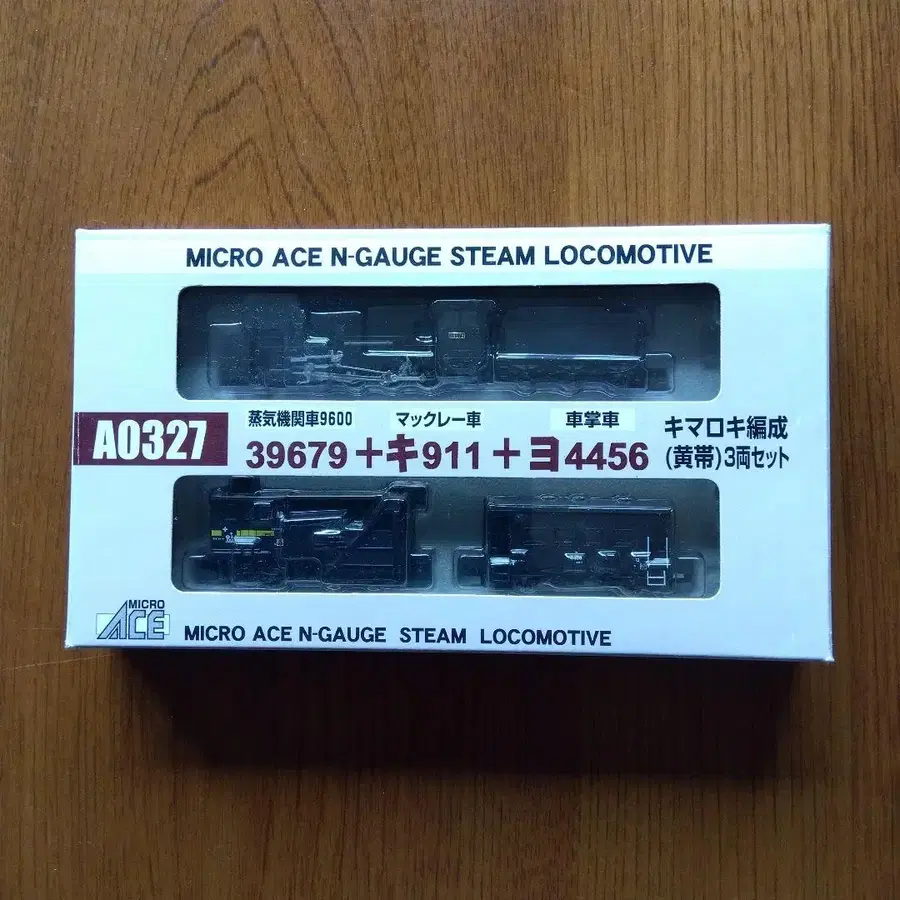 MICRO ACE N-GAUGE STEAM LOCOMOTIVE
A0327
蒸気機関車9600 マックレー車 車掌車
39679+キ911+ヨ4456
キマロキ編成
(黄帯)3両セット
MICRO
ACE
MICRO ACE N-GAUGE STEAM LOCOMOTIVE